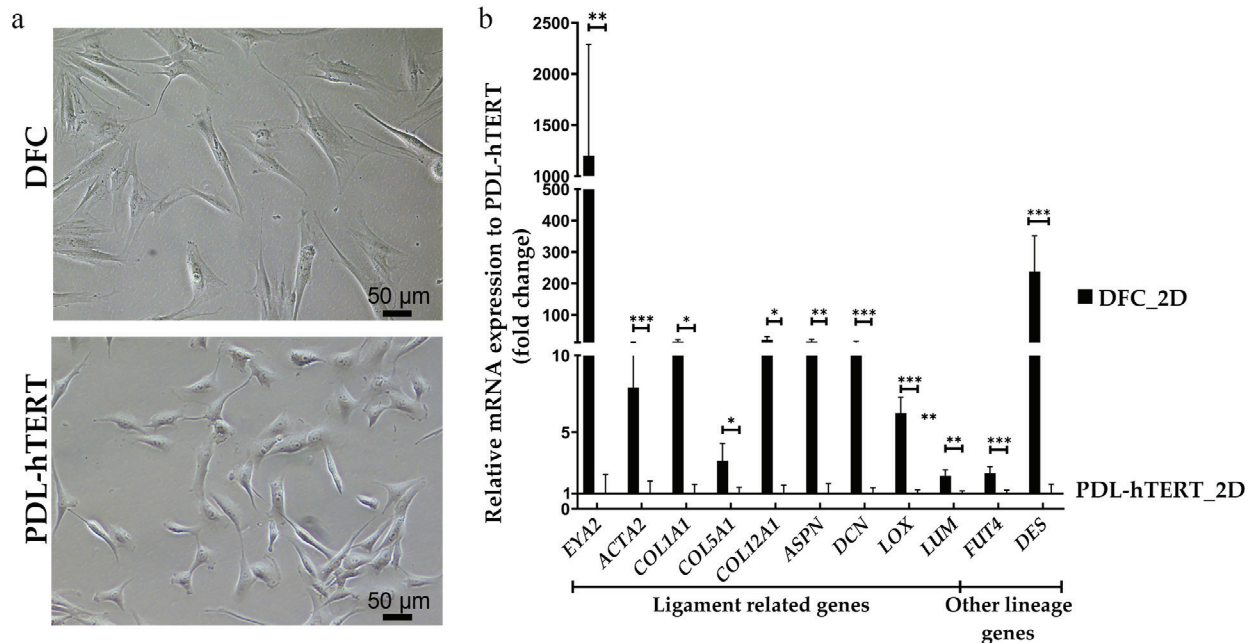 a
DFC
50 µm
PDL-hTERT
50 µm
b
Relative mRNA expression to PDL-hTERT
(fold change)
2500
2000
1500
1000
500
400
300
200
100
10
5
1
0
**
***
*
*
*
**
***
***
**
**
***
***
EYA2
ACTA2
COL1A1
COL5A1
COL12A1
ASPN
DCN
LOX
LUM
FUT4
DES
Ligament related genes
Other lineage
genes
DFC_2D
PDL-hTERT_2D